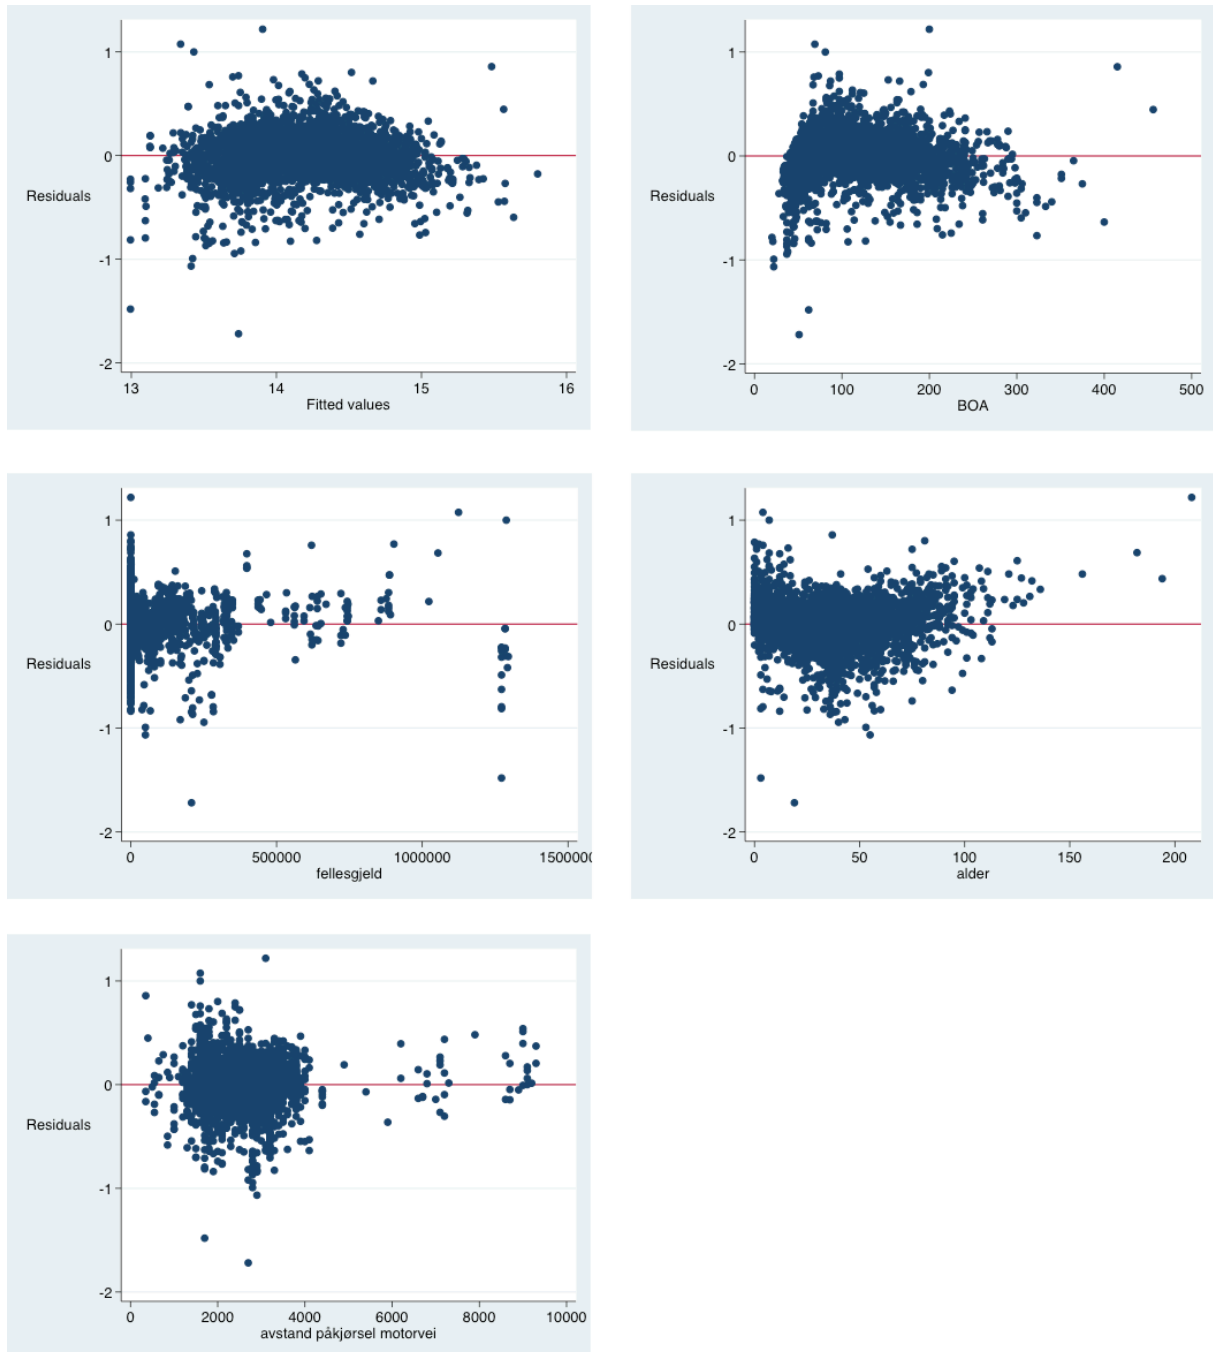 1
0
Residuals
-1
-2
13 14 15 16
Fitted values
1
0
Residuals
-1
-2
0 100 200 300 400 500
BOA
1
0
Residuals
-1
-2
0 500000 1000000 1500000
fellesgjeld
1
0
Residuals
-1
-2
0 50 100 150 200
alder
1
0
Residuals
-1
-2
0 2000 4000 6000 8000 10000
avstand påkjørsel motorvei